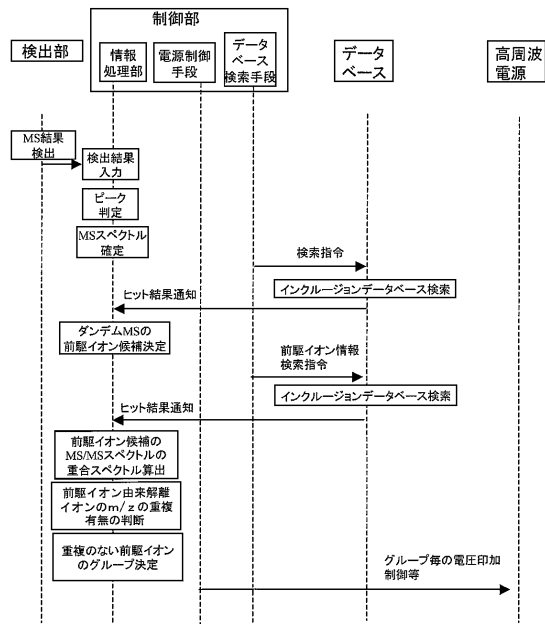 制御部
検出部
情報
処理部
電源制御
手段
データ
ベース
検索手段
データ
ベース
高周波
電源
MS結果
検出
検出結果
入力
ピーク
判定
MSスペクトル
確定
検索指令
インクルージョンデータベース検索
ヒット結果通知
ダンデムMSの
前駆イオン候補決定
前駆イオン情報
検索指令
インクルージョンデータベース検索
ヒット結果通知
前駆イオン候補の
MS/MSスペクトルの
重合スペクトル算出
前駆イオン由来解離
イオンのm/zの重複
有無の判断
重複のない前駆イオン
のグループ決定
グループ毎の電圧印加
制御等